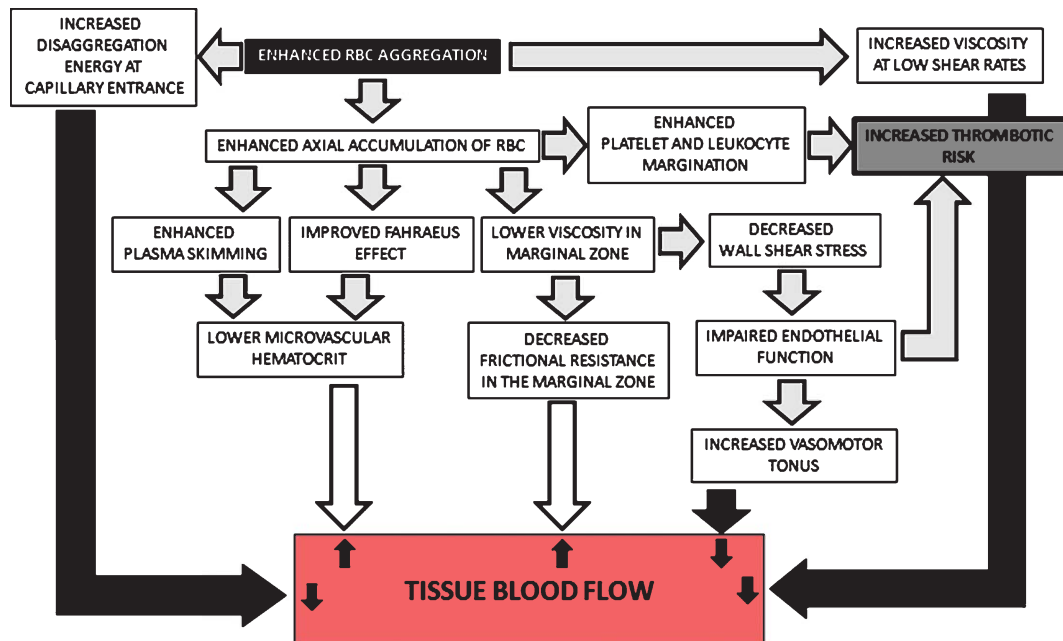 INCREASED
DISAGGREGATION
ENERGY AT
CAPILLARY ENTRANCE
ENHANCED RBC AGGREGATION
INCREASED VISCOSITY
AT LOW SHEAR RATES
ENHANCED AXIAL ACCUMULATION OF RBC
ENHANCED
PLATELET AND LEUKOCYTE
MARGINATION
INCREASED THROMBOTIC
RISK
ENHANCED
PLASMA SKIMMING
IMPROVED FAHRAEUS
EFFECT
LOWER VISCOSITY IN
MARGINAL ZONE
DECREASED
WALL SHEAR STRESS
LOWER MICROVASCULAR
HEMATOCRIT
DECREASED
FRICTIONAL RESISTANCE
IN THE MARGINAL ZONE
IMPAIRED ENDOTHELIAL
FUNCTION
INCREASED VASOMOTOR
TONUS
TISSUE BLOOD FLOW